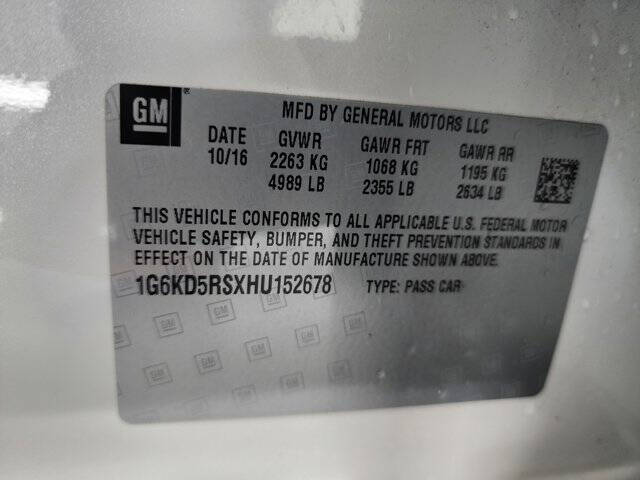 GM
MFD BY GENERAL MOTORS LLC
DATE GVWR GAWR FRT GAWR RR
10/16 2263 KG 1068 KG 1195 KG
4989 LB 2355 LB 2634 LB
THIS VEHICLE CONFORMS TO ALL APPLICABLE U.S. FEDERAL MOTOR
VEHICLE SAFETY, BUMPER, AND THEFT PREVENTION STANDARDS IN
EFFECT ON THE DATE OF MANUFACTURE SHOWN ABOVE.
1G6KD5RSXHU152678 TYPE: PASS CAR